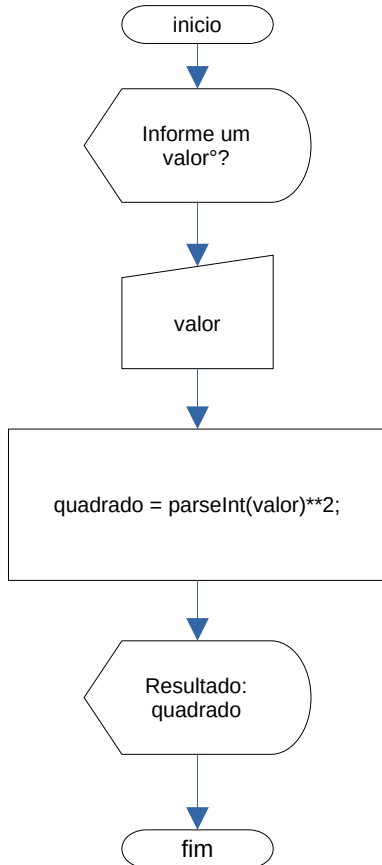 inicio
Informe um
valor°?
valor
quadrado = parseInt(valor)**2;
Resultado:
quadrado
fim